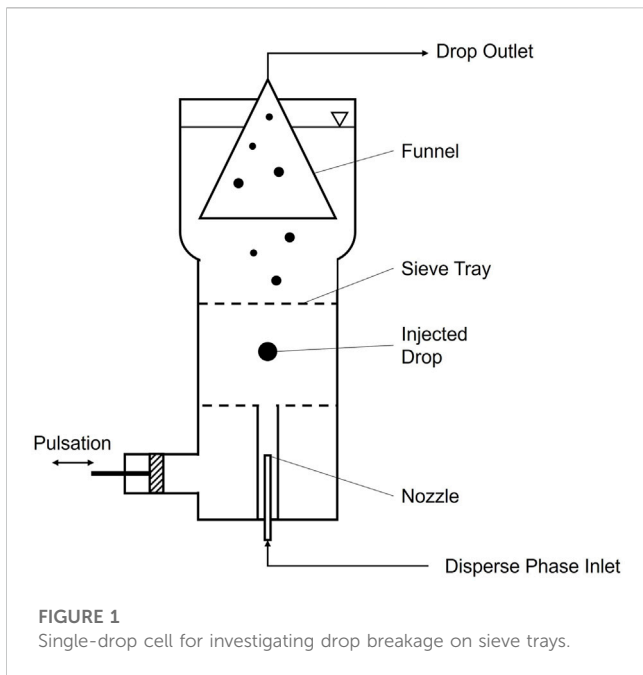 Drop Outlet
Funnel
Sieve Tray
Injected
Drop
Pulsation
Nozzle
Disperse Phase Inlet
FIGURE 1
Single-drop cell for investigating drop breakage on sieve trays.